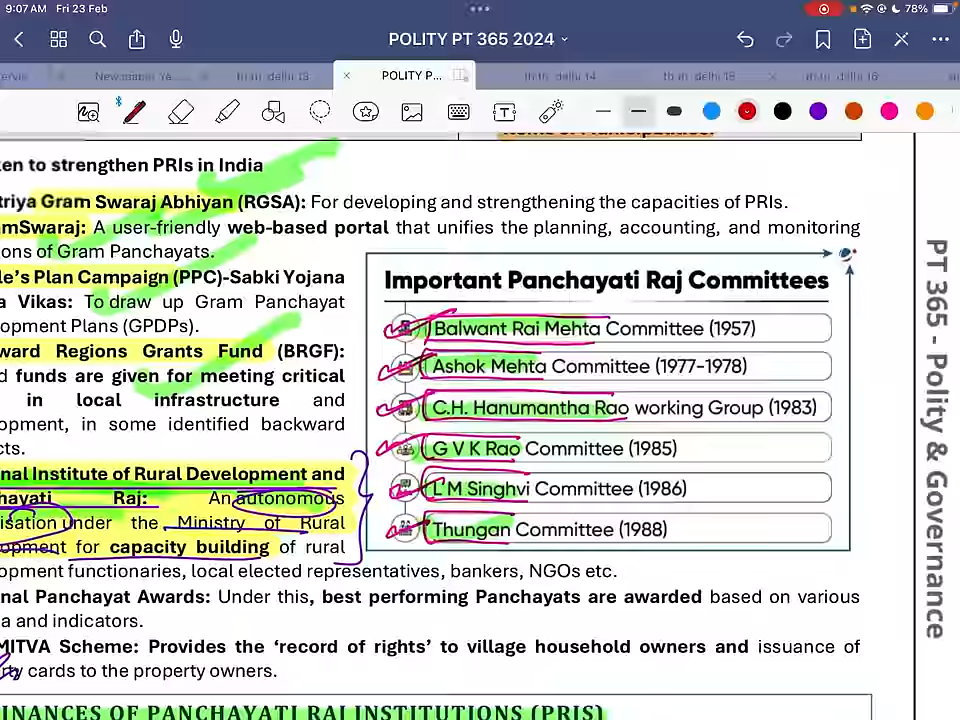 9:07AM Fri 23 Feb
78%
POLITY PT 365 2024
POLITY P...
T
ken to strengthen PRIs in India
triya Gram Swaraj Abhiyan (RGSA): For developing and strengthening the capacities of PRIs.
amSwaraj: A user-friendly web-based portal that unifies the planning, accounting, and monitoring
ons of Gram Panchayats.
le's Plan Campaign (PPC)-Sabki Yojana
a Vikas: To draw up Gram Panchayat
opment Plans (GPDPs).
ward Regions Grants Fund (BRGF):
d funds are given for meeting critical
in local infrastructure and
opment, in some identified backward
cts.
nal Institute of Rural Development and
hayati Raj: An autonomous
isation under the Ministry of Rural
opment for capacity building of rural
opment functionaries, local elected representatives, bankers, NGOs etc.
nal Panchayat Awards: Under this, best performing Panchayats are awarded based on various
a and indicators.
MITVA Scheme: Provides the 'record of rights' to village household owners and issuance of
rty cards to the property owners.
Important Panchayati Raj Committees
Balwant Rai Mehta Committee (1957)
Ashok Mehta Committee (1977-1978)
C.H. Hanumantha Rao working Group (1983)
G V K Rao Committee (1985)
L M Singhvi Committee (1986)
Thungan Committee (1988)
INANCES OF PANCHAYATI RAJ INSTITUTIONS (PRIS)
PT 365 - Polity & Governance